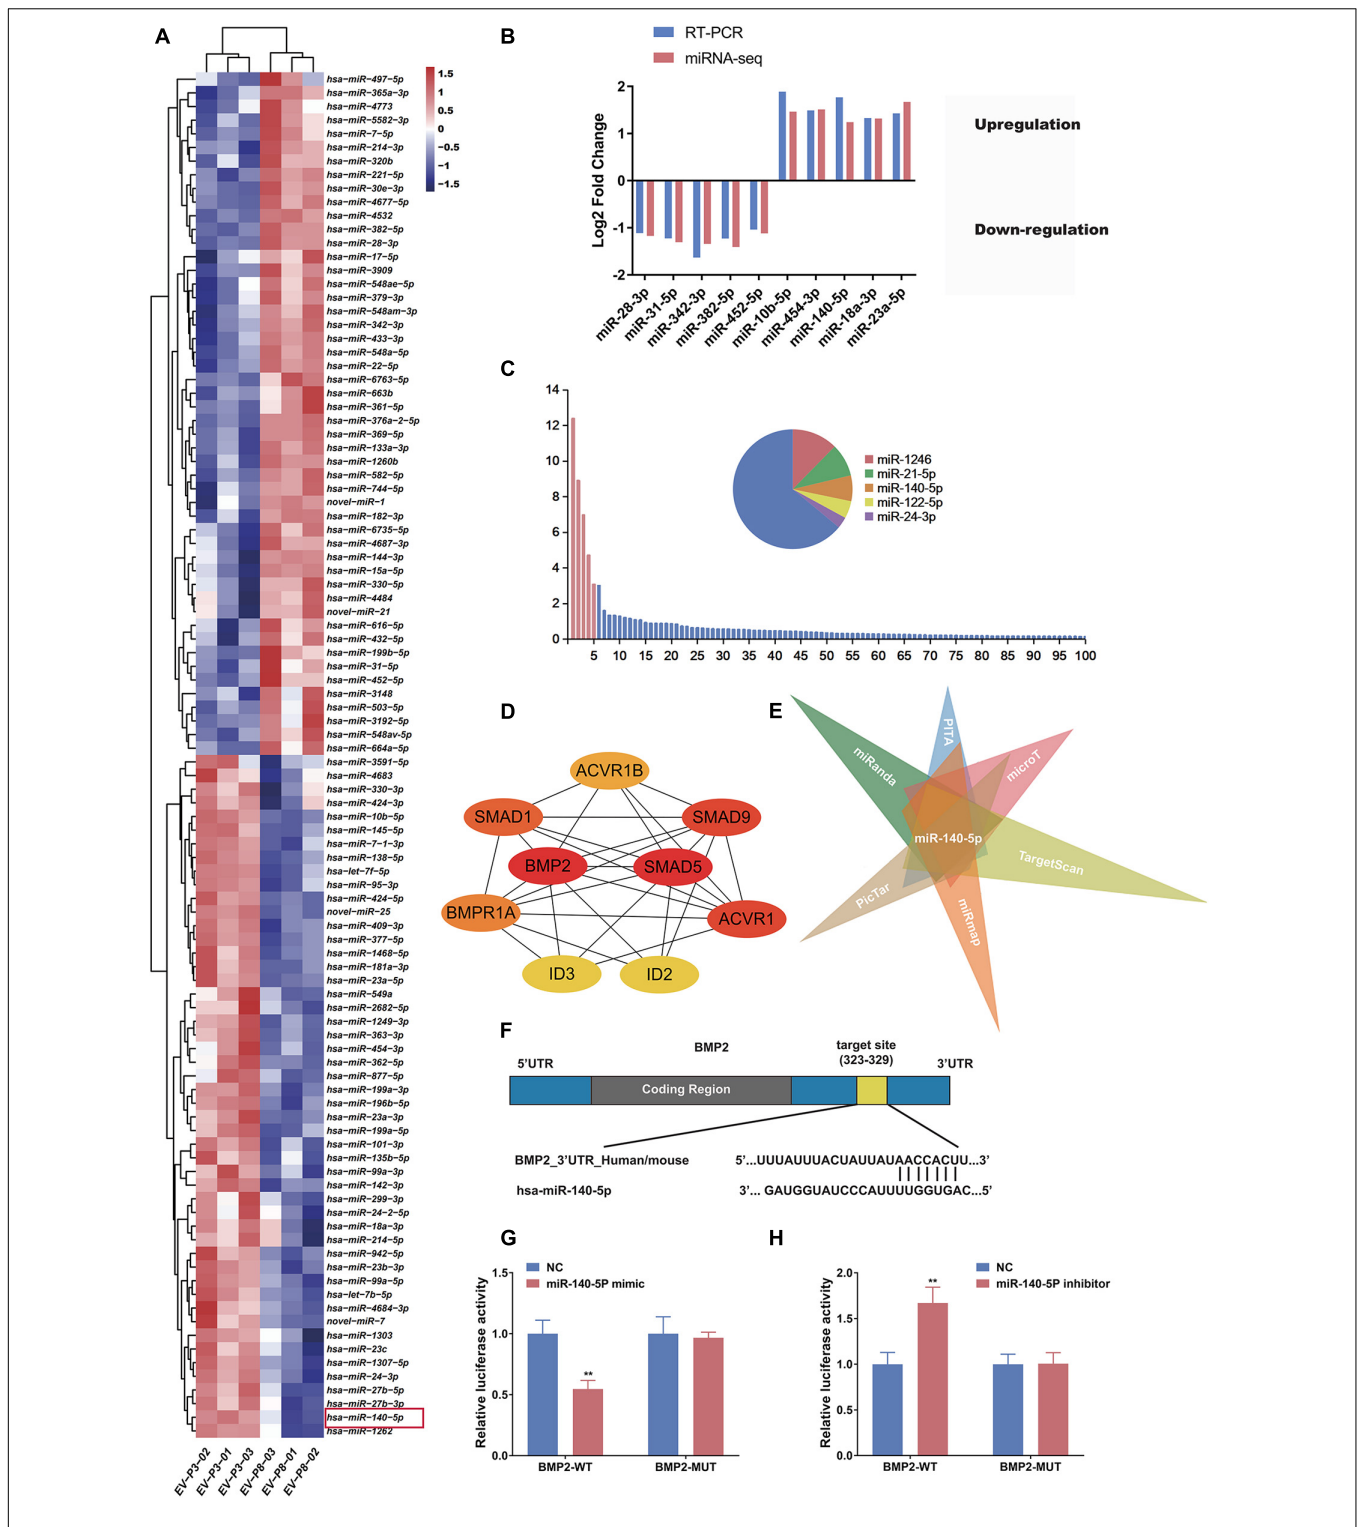 A
hsa-miR-497-5p
hsa-miR-365a-3p
hsa-miR-4773
hsa-miR-5582-3p
hsa-miR-7-5p
hsa-miR-214-3p
hsa-miR-320b
hsa-miR-221-5p
hsa-miR-30e-3p
hsa-miR-4677-5p
hsa-miR-4532
hsa-miR-382-5p
hsa-miR-28-3p
hsa-miR-17-5p
hsa-miR-3909
hsa-miR-548ae-5p
hsa-miR-379-3p
hsa-miR-548am-3p
hsa-miR-342-3p
hsa-miR-433-3p
hsa-miR-548a-5p
hsa-miR-22-5p
hsa-miR-6763-5p
hsa-miR-663b
hsa-miR-361-5p
hsa-miR-376a-2-5p
hsa-miR-369-5p
hsa-miR-133a-3p
hsa-miR-1260b
hsa-miR-582-5p
hsa-miR-744-5p
novel-miR-1
hsa-miR-182-3p
hsa-miR-6735-5p
hsa-miR-4687-3p
hsa-miR-144-3p
hsa-miR-15a-5p
hsa-miR-330-5p
hsa-miR-4484
novel-miR-21
hsa-miR-616-5p
hsa-miR-432-5p
hsa-miR-199b-5p
hsa-miR-31-5p
hsa-miR-452-5p
hsa-miR-3148
hsa-miR-503-5p
hsa-miR-3192-5p
hsa-miR-548av-5p
hsa-miR-664a-5p
hsa-miR-3591-5p
hsa-miR-4683
hsa-miR-330-3p
hsa-miR-424-3p
hsa-miR-10b-5p
hsa-miR-145-5p
hsa-miR-7-1-3p
hsa-miR-138-5p
hsa-let-7f-5p
hsa-miR-95-3p
hsa-miR-424-5p
novel-miR-25
hsa-miR-409-3p
hsa-miR-377-5p
hsa-miR-1468-5p
hsa-miR-181a-3p
hsa-miR-23a-5p
hsa-miR-549a
hsa-miR-2682-5p
hsa-miR-1249-3p
hsa-miR-363-3p
hsa-miR-454-3p
hsa-miR-362-5p
hsa-miR-877-5p
hsa-miR-199a-3p
hsa-miR-196b-5p
hsa-miR-23a-3p
hsa-miR-199a-5p
hsa-miR-101-3p
hsa-miR-135b-5p
hsa-miR-99a-3p
hsa-miR-142-3p
hsa-miR-299-3p
hsa-miR-24-2-5p
hsa-miR-18a-3p
hsa-miR-214-5p
hsa-miR-942-5p
hsa-miR-23b-3p
hsa-miR-99a-5p
hsa-let-7b-5p
hsa-miR-4684-3p
novel-miR-7
hsa-miR-1303
hsa-miR-23c
hsa-miR-1307-5p
hsa-miR-24-3p
hsa-miR-27b-5p
hsa-miR-27b-3p
hsa-miR-140-5p
hsa-miR-1262
EV-P3-02 EV-P3-01 EV-P3-03 EV-P8-03 EV-P8-01 EV-P8-02
1.5
1
0.5
0
-0.5
-1
-1.5
B
RT-PCR
miRNA-seq
Log2 Fold Change
2
1
0
-1
-2
miR-28-3p miR-31-5p miR-342-3p miR-382-5p miR-452-5p miR-10b-5p miR-454-3p miR-140-5p miR-18a-3p miR-23a-5p
Upregulation
Down-regulation
C
14
12
10
8
6
4
2
0
5 10 15 20 25 30 35 40 45 50 55 60 65 70 75 80 85 90 95 100
miR-1246
miR-21-5p
miR-140-5p
miR-122-5p
miR-24-3p
D
ACVR1B
SMAD1
SMAD9
BMP2
SMAD5
BMPR1A
ACVR1
ID3
ID2
E
PITA
miRanda
microT
miR-140-5p
TargetScan
PicTar
miRmap
F
BMP2
target site
(323-329)
5'UTR
3'UTR
Coding Region
BMP2_3'UTR_Human/mouse
5'...UUUAUUUACUAUUAUAACCACUU...3'
hsa-miR-140-5p
3'... GAUGGUAUCCCAUUUUGGUGAC...5'
G
NC
miR-140-5P mimic
Relative luciferase activity
1.5
1.0
0.5
0.0
**
BMP2-WT BMP2-MUT
H
NC
miR-140-5P inhibitor
Relative luciferase activity
2.0
1.5
1.0
0.5
0.0
**
BMP2-WT BMP2-MUT